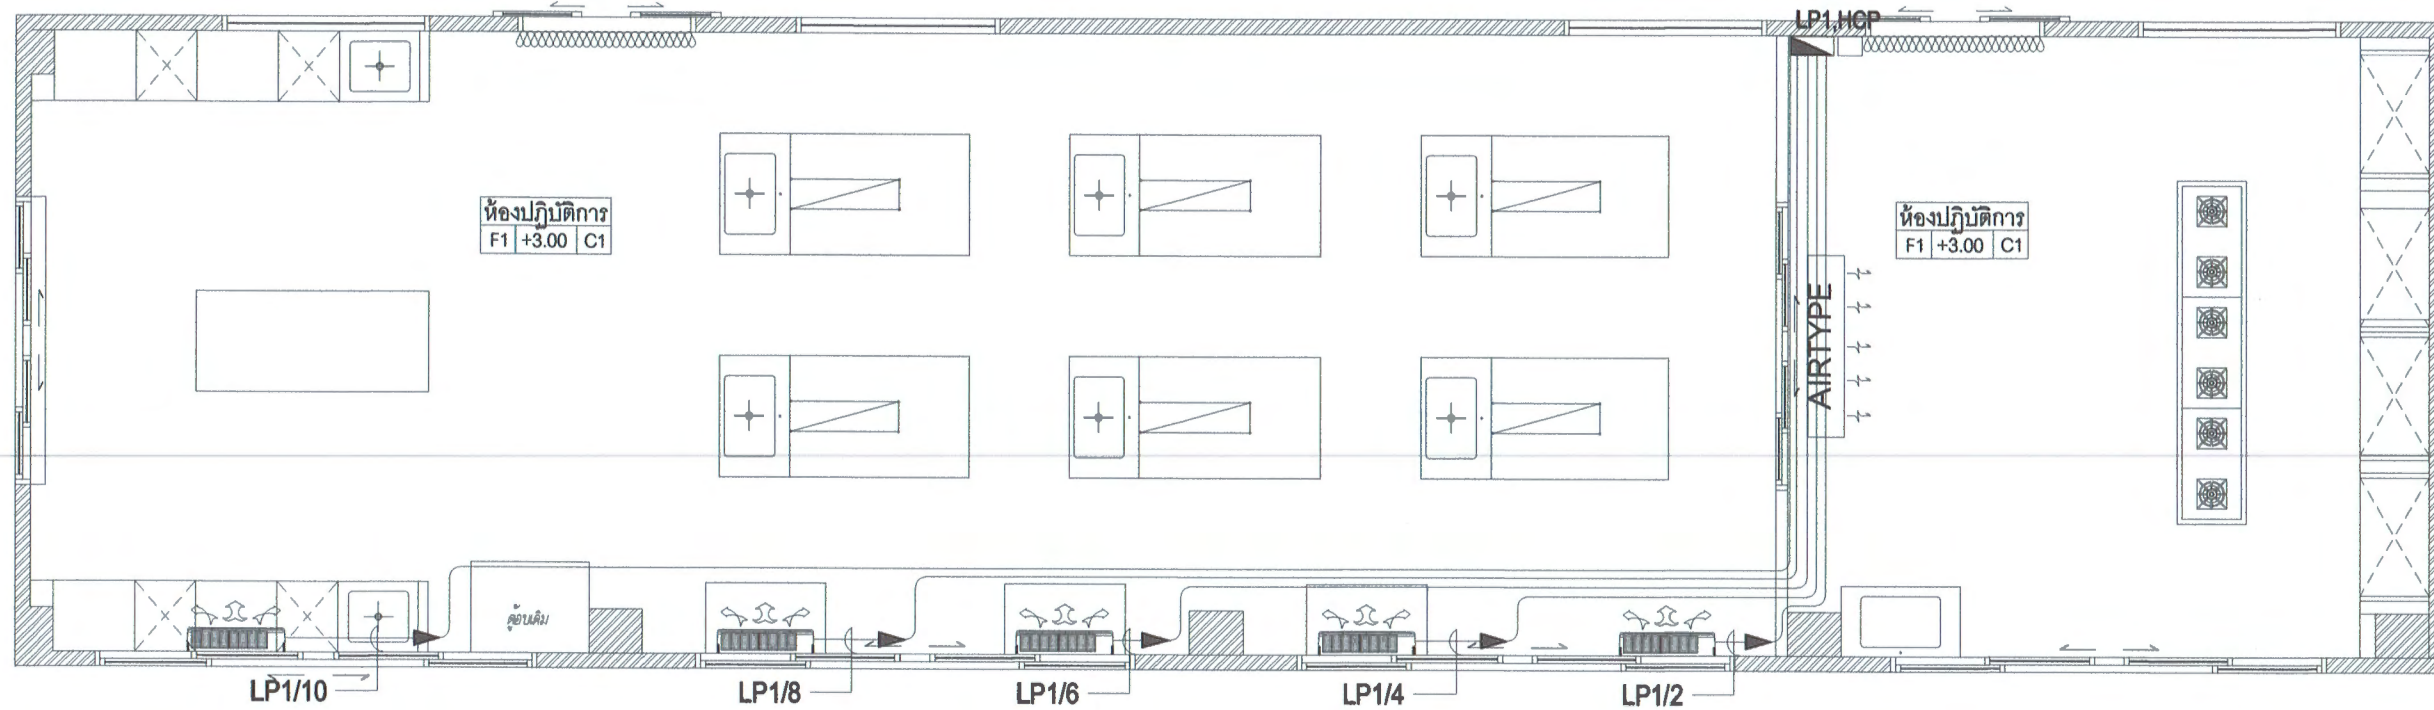 LP1,HCP
ห้องปฏิบัติการ
F1 +3.00 C1
ห้องปฏิบัติการ
F1 +3.00 C1
AIRTYPE
ตู้อบเดิม
LP1/10
LP1/8
LP1/6
LP1/4
LP1/2